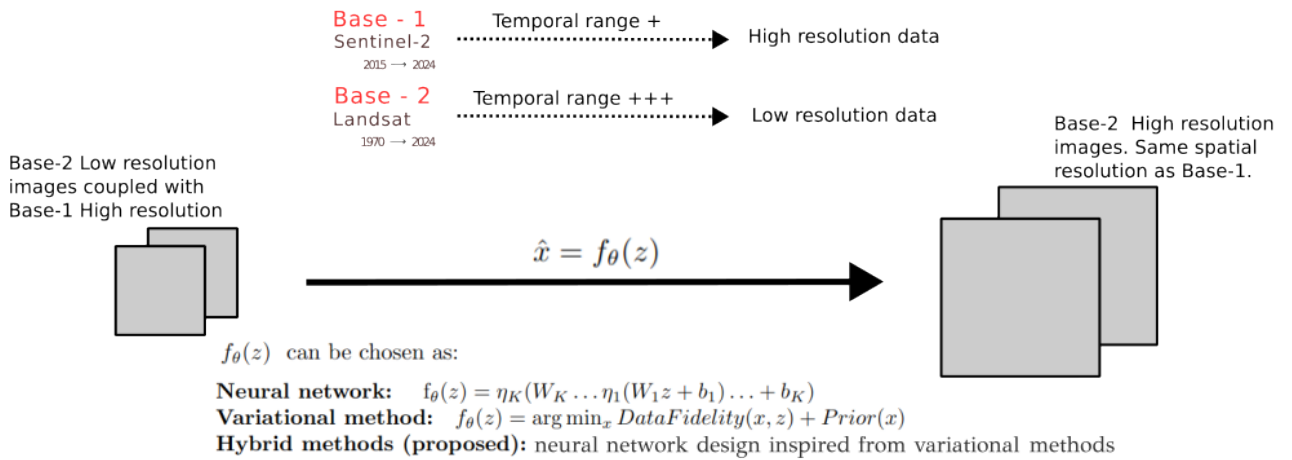 Base - 1
Sentinel-2
2015 → 2024
Temporal range +
High resolution data
Base - 2
Landsat
1970 → 2024
Temporal range +++
Low resolution data
Base-2 Low resolution
images coupled with
Base-1 High resolution
Base-2  High resolution
images. Same spatial
resolution as Base-1.
x̂ = f_θ(z)
f_θ(z) can be chosen as:
Neural network: f_θ(z) = η_K(W_K … η_1(W_1z + b_1) … + b_K)
Variational method: f_θ(z) = arg min_x DataFidelity(x, z) + Prior(x)
Hybrid methods (proposed): neural network design inspired from variational methods